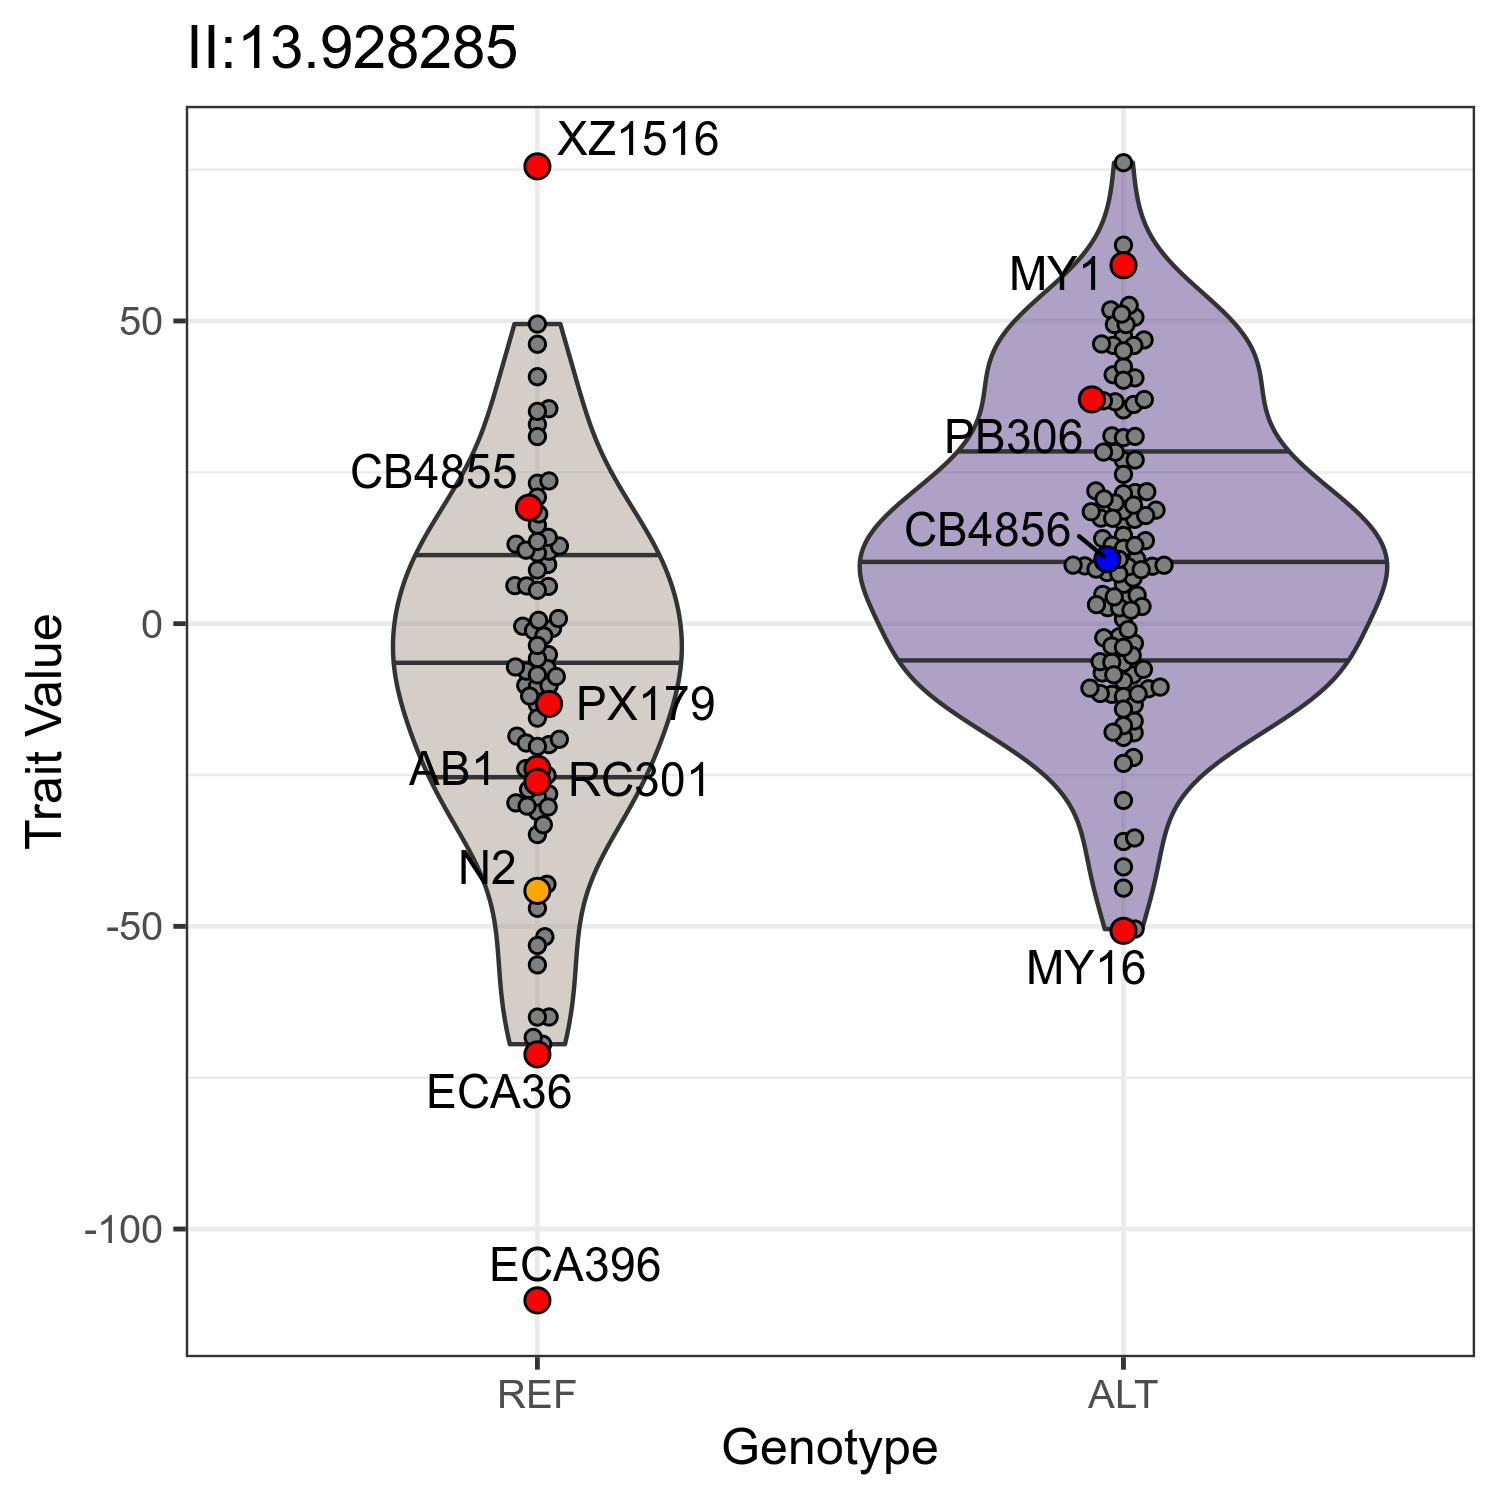 II:13.928285
XZ1516
MY1
50
PB306
CB4855
CB4856
0
Trait Value
PX179
AB1
RC301
N2
-50
MY16
ECA36
-100
ECA396
REF
ALT
Genotype